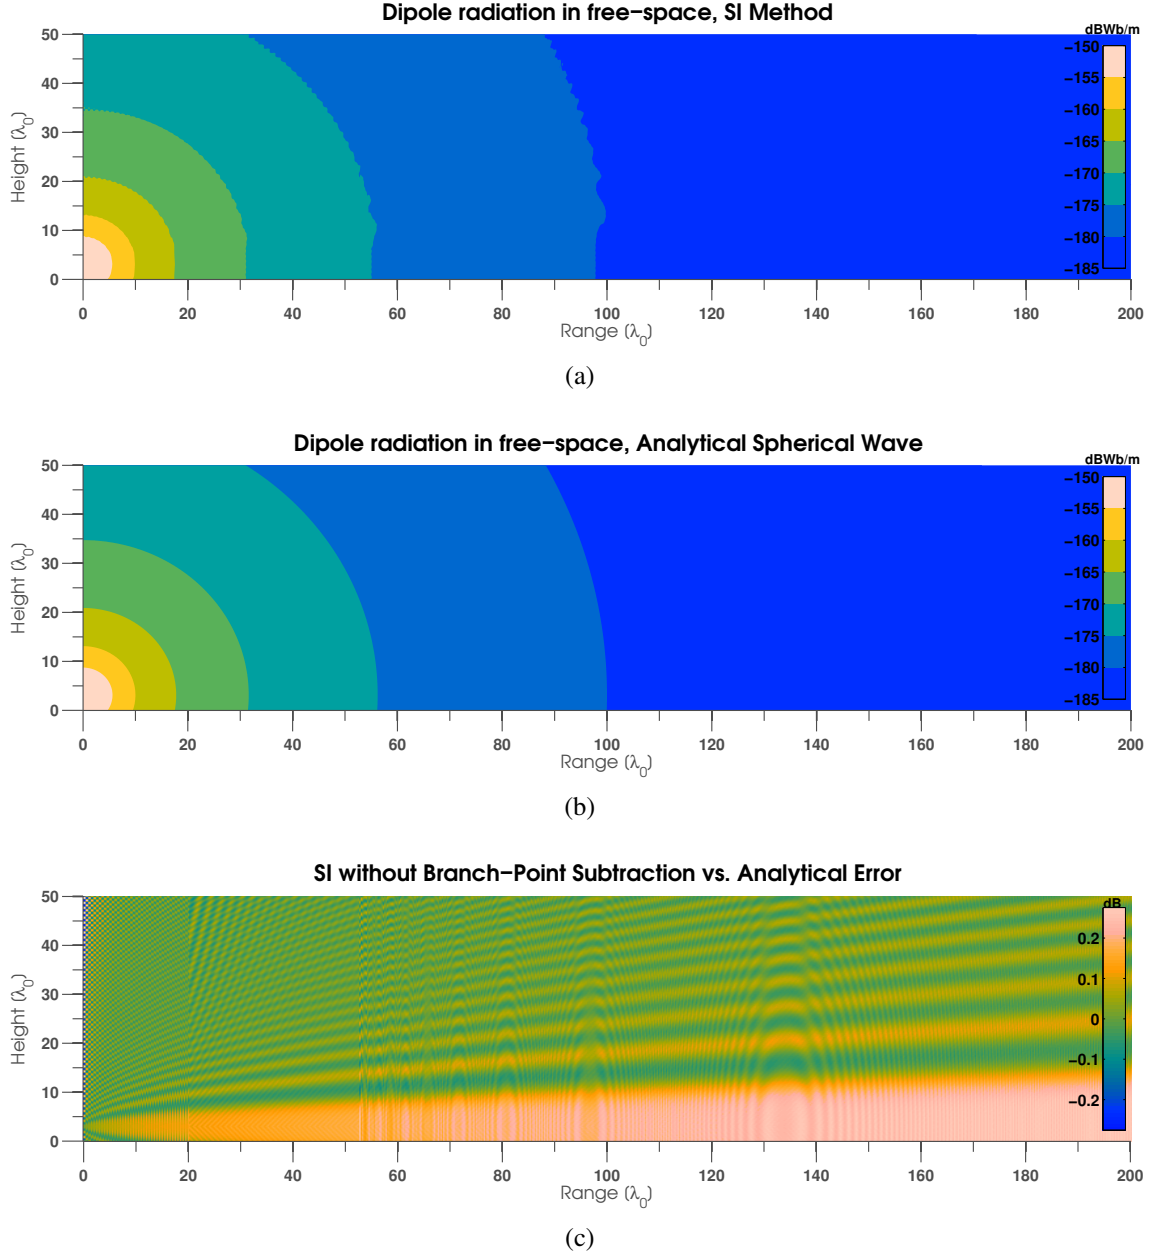 Dipole radiation in free−space, SI Method
dBWb/m
50
40
30
20
10
0
Height (λ0)
−150
−155
−160
−165
−170
−175
−180
−185
0 20 40 60 80 100 120 140 160 180 200
Range (λ0)
(a)
Dipole radiation in free−space, Analytical Spherical Wave
dBWb/m
50
40
30
20
10
0
Height (λ0)
−150
−155
−160
−165
−170
−175
−180
−185
0 20 40 60 80 100 120 140 160 180 200
Range (λ0)
(b)
SI without Branch−Point Subtraction vs. Analytical Error
dB
50
40
30
20
10
0
Height (λ0)
0.2
0.1
0
−0.1
−0.2
0 20 40 60 80 100 120 140 160 180 200
Range (λ0)
(c)